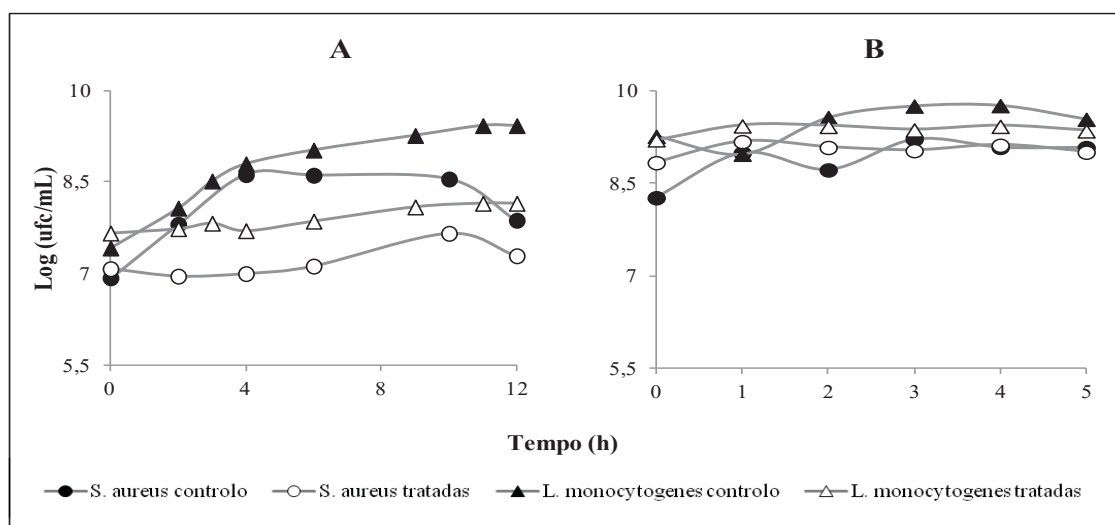 A
B
10
8,5
7
5,5
0
4
8
12
10
8,5
7
5,5
0
1
2
3
4
5
Log (ufc/mL)
Tempo (h)
S. aureus controlo
S. aureus tratadas
L. monocytogenes controlo
L. monocytogenes tratadas